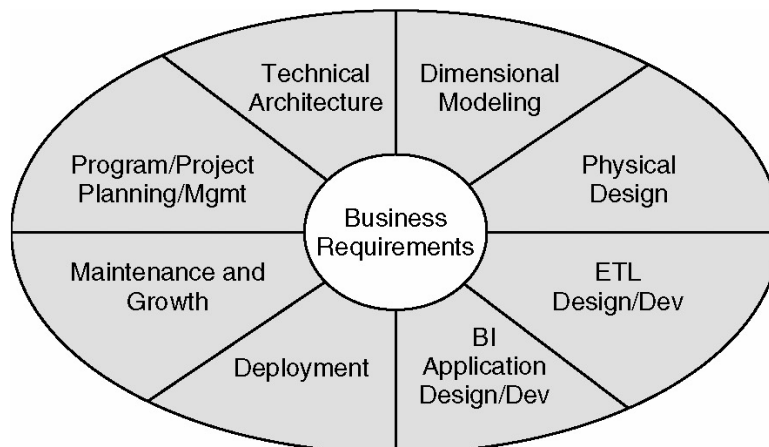 Technical
Architecture
Dimensional
Modeling
Program/Project
Planning/Mgmt
Physical
Design
Business
Requirements
Maintenance and
Growth
ETL
Design/Dev
Deployment
BI
Application
Design/Dev